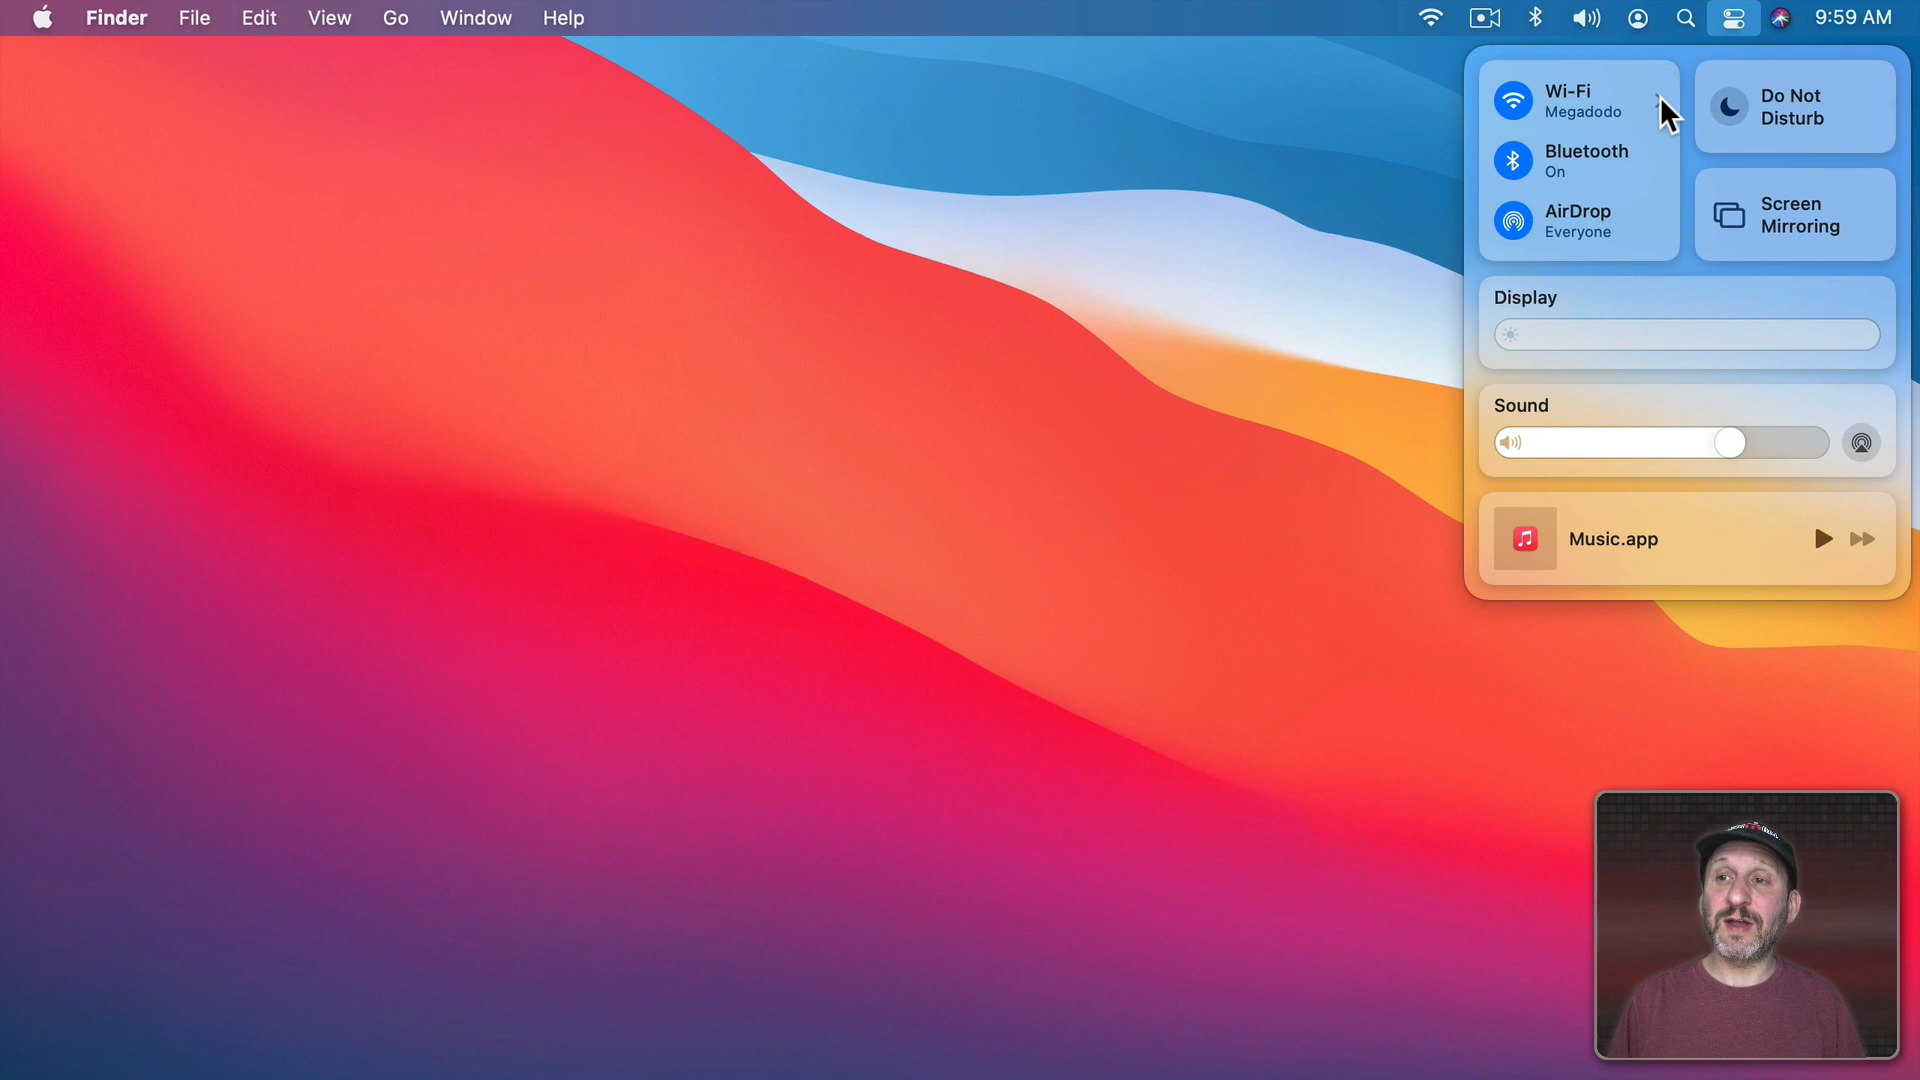 Finder File Edit View Go Window Help 9:59 AM
Wi-Fi
Megadodo
Bluetooth
On
AirDrop
Everyone
Do Not
Disturb
Screen
Mirroring
Display
Sound
Music.app